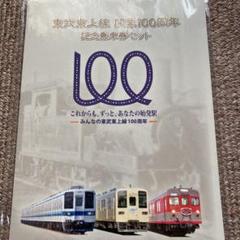 東武東上線 開業100周年
記念乗車券セット
100
これからも、ずっと、あなたの始発駅
みんなの東武東上線100周年